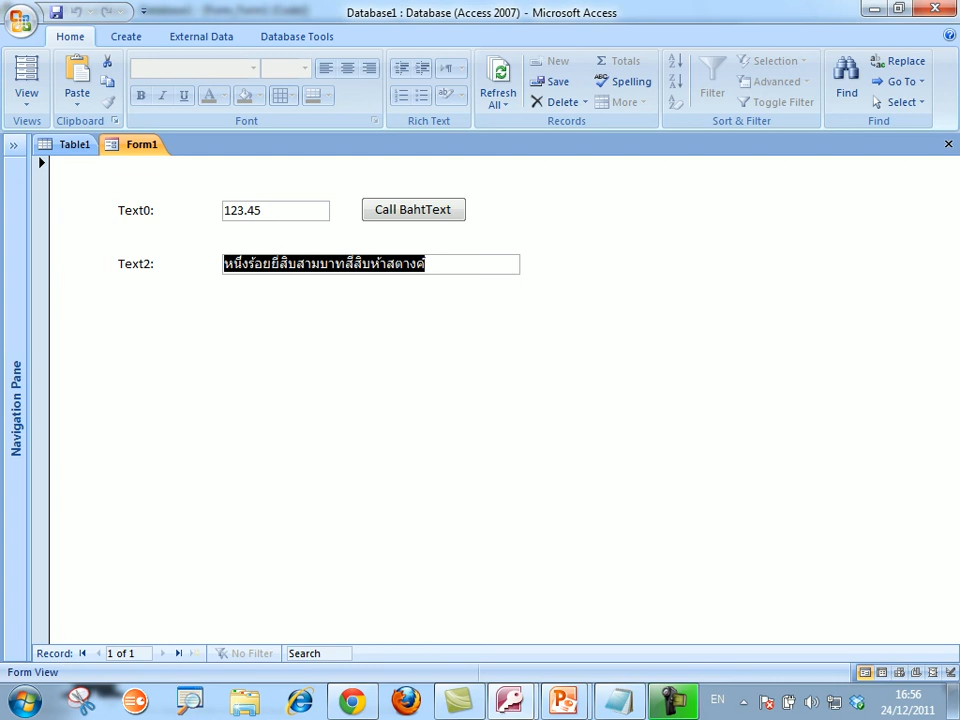 Database1 : Database (Access 2007) - Microsoft Access
Home Create External Data Database Tools
View
Paste
B I U
ab
Refresh
All
New
Save
Delete
Totals
Spelling
More
Filter
Selection
Advanced
Toggle Filter
Find
Replace
Go To
Select
Views Clipboard Font Rich Text Records Sort & Filter Find
Table1 Form1
Text0: 123.45 Call BahtText
Text2: หนึ่งร้อยยี่สิบสามบาทสี่สิบห้าสตางค์
Navigation Pane
Record: 1 of 1 No Filter Search
Form View
EN
16:56
24/12/2011